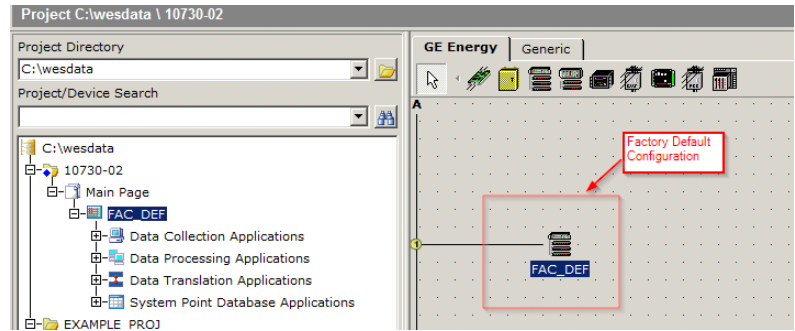 Project C:\wesdata \ 10730-02
Project Directory
C:\wesdata
Project/Device Search
C:\wesdata
10730-02
Main Page
FAC_DEF
Data Collection Applications
Data Processing Applications
Data Translation Applications
System Point Database Applications
EXAMPLE_PROJ
GE Energy
Generic
A
Factory Default
Configuration
1
FAC_DEF